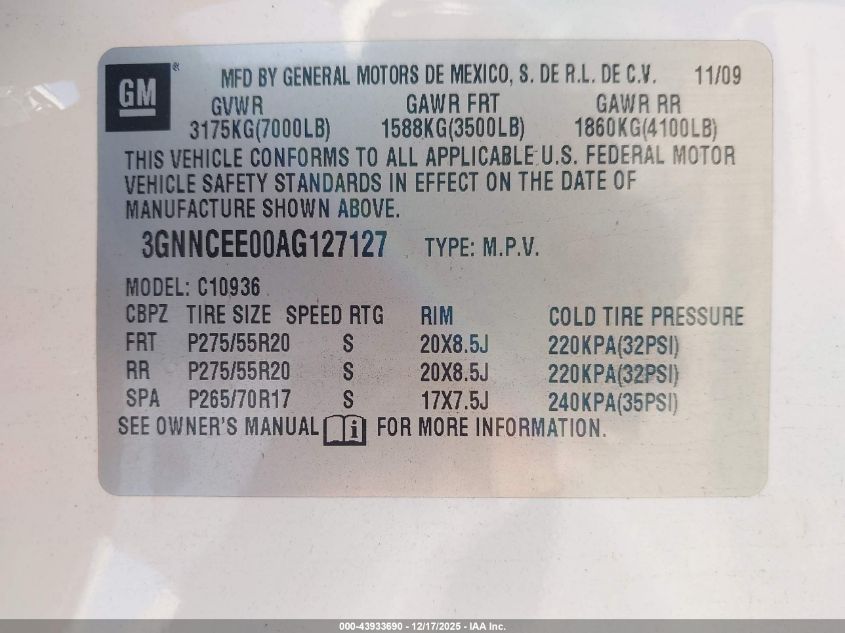 GM
MFD BY GENERAL MOTORS DE MEXICO, S. DE R.L. DE C.V. 11/09
GVWR GAWR FRT GAWR RR
3175KG(7000LB) 1588KG(3500LB) 1860KG(4100LB)
THIS VEHICLE CONFORMS TO ALL APPLICABLE U.S. FEDERAL MOTOR
VEHICLE SAFETY STANDARDS IN EFFECT ON THE DATE OF
MANUFACTURE SHOWN ABOVE.
3GNNCEE00AG127127 TYPE: M.P.V.
MODEL: C10936
CBPZ TIRE SIZE SPEED RTG RIM COLD TIRE PRESSURE
FRT P275/55R20 S 20X8.5J 220KPA(32PSI)
RR P275/55R20 S 20X8.5J 220KPA(32PSI)
SPA P265/70R17 S 17X7.5J 240KPA(35PSI)
SEE OWNER'S MANUAL i FOR MORE INFORMATION.
000-43933690 - 12/17/2025 - IAA Inc.